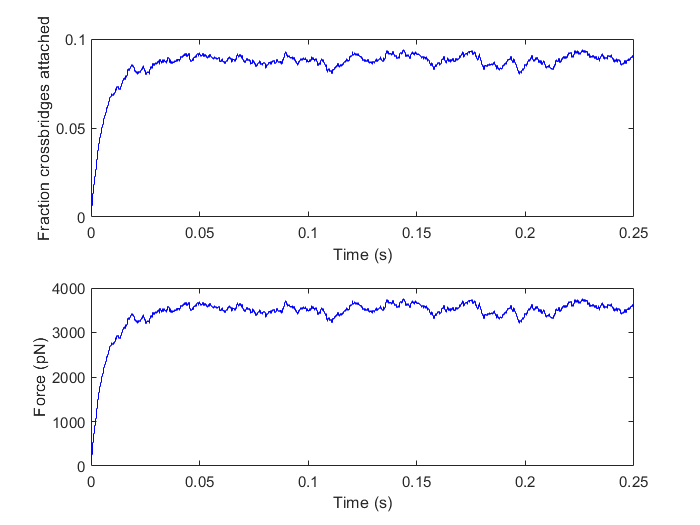 Fraction crossbridges attached
0.1
0.05
0
0 0.05 0.1 0.15 0.2 0.25
Time (s)
Force (pN)
4000
3000
2000
1000
0
0 0.05 0.1 0.15 0.2 0.25
Time (s)